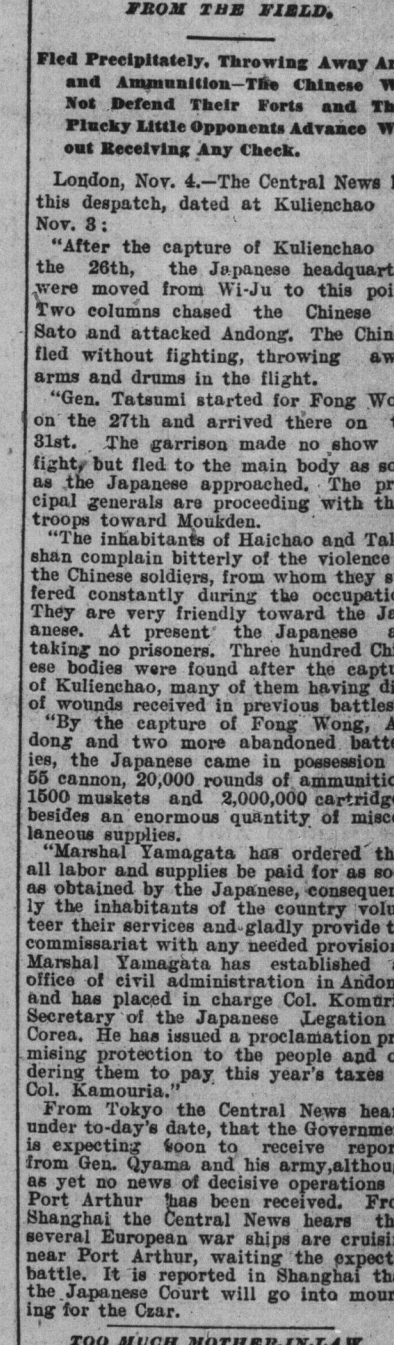 FROM THE FIELD.
Fled Precipitately, Throwing Away Ar
and Ammunition—The Chinese W
Not Defend Their Forts and Th
Plucky Little Opponents Advance W
out Receiving Any Check.
London, Nov. 4.—The Central News
this despatch, dated at Kulienchao
Nov. 3:
"After the capture of Kulienchao
the 26th, the Japanese headquart
were moved from Wi-Ju to this poi
Two columns chased the Chinese
Sato and attacked Andong. The Chin
fled without fighting, throwing aw
arms and drums in the flight.
"Gen. Tatsumi started for Fong Wo
on the 27th and arrived there on t
31st. The garrison made no show
fight, but fled to the main body as so
as the Japanese approached. The pr
cipal generals are proceeding with th
troops toward Moukden.
"The inhabitants of Haichao and Tak
shan complain bitterly of the violence
the Chinese soldiers, from whom they s
fered constantly during the occupatio
They are very friendly toward the Ja
anese. At present the Japanese a
taking no prisoners. Three hundred Chi
ese bodies were found after the captu
of Kulienchao, many of them having di
of wounds received in previous battles
"By the capture of Fong Wong, A
dong and two more abandoned batte
ies, the Japanese came in possession
55 cannon, 20,000 rounds of ammunitio
1500 muskets and 2,000,000 cartridge
besides an enormous quantity of misce
laneous supplies.
"Marshal Yamagata has ordered th
all labor and supplies be paid for as so
as obtained by the Japanese, consequen
ly the inhabitants of the country volu
teer their services and gladly provide t
commissariat with any needed provision
Marshal Yamagata has established
office of civil administration in Andon
and has placed in charge Col. Komur
Secretary of the Japanese Legation
Corea. He has issued a proclamation pr
mising protection to the people and o
dering them to pay this year's taxes
Col. Kamouria."
From Tokyo the Central News hear
under to-day's date, that the Governme
is expecting soon to receive repor
from Gen. Qyama and his army,althoug
as yet no news of decisive operations
Port Arthur has been received. Fro
Shanghai the Central News hears th
several European war ships are cruisi
near Port Arthur, waiting the expect
battle. It is reported in Shanghai tha
the Japanese Court will go into mour
ing for the Czar.
TOO MUCH MOTHER-IN-LAW